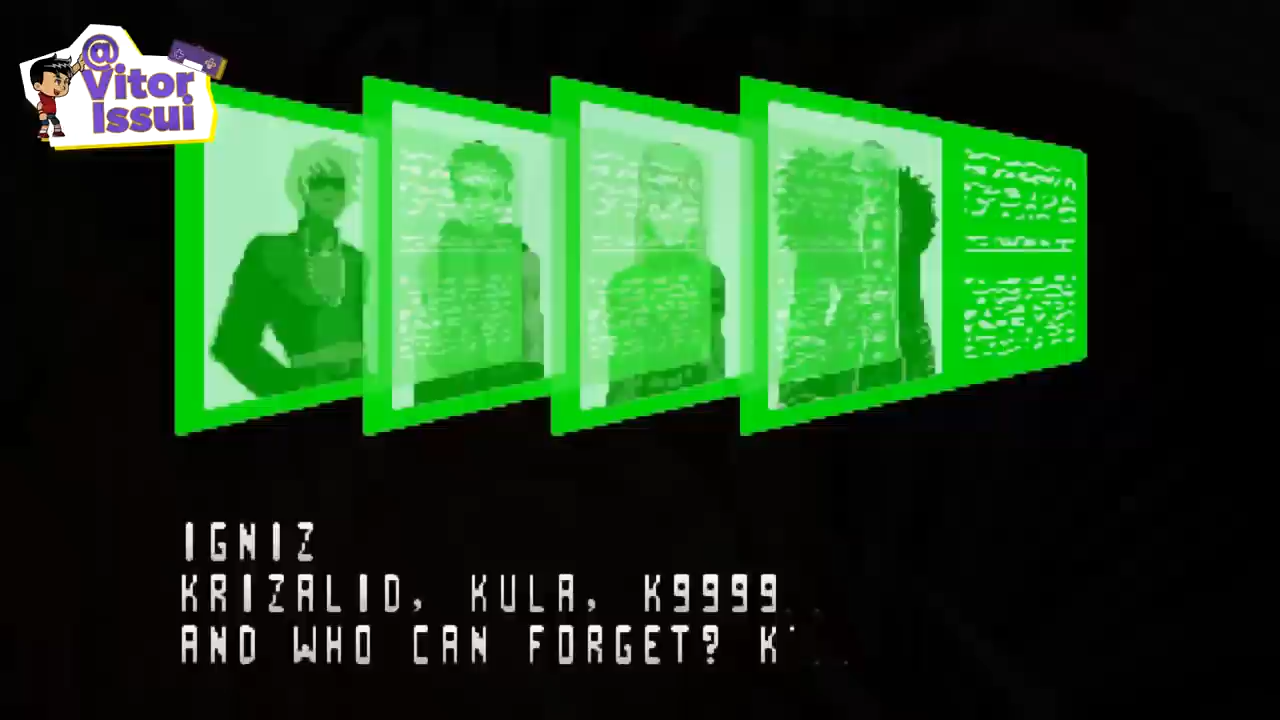 @
Vitor
Issui
IGNIZ
KRIZALID, KULA, K9999..
AND WHO CAN FORGET? K'...